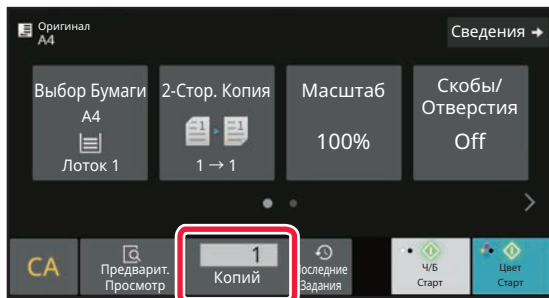 Оригинал
A4
Сведения
Выбор Бумаги
A4
Лоток 1
2-Стор. Копия
1 → 1
Масштаб
100%
Скобы/
Отверстия
Off
CA
Предварит.
Просмотр
1
Копий
Последние
Задания
Ч/Б
Старт
Цвет
Старт